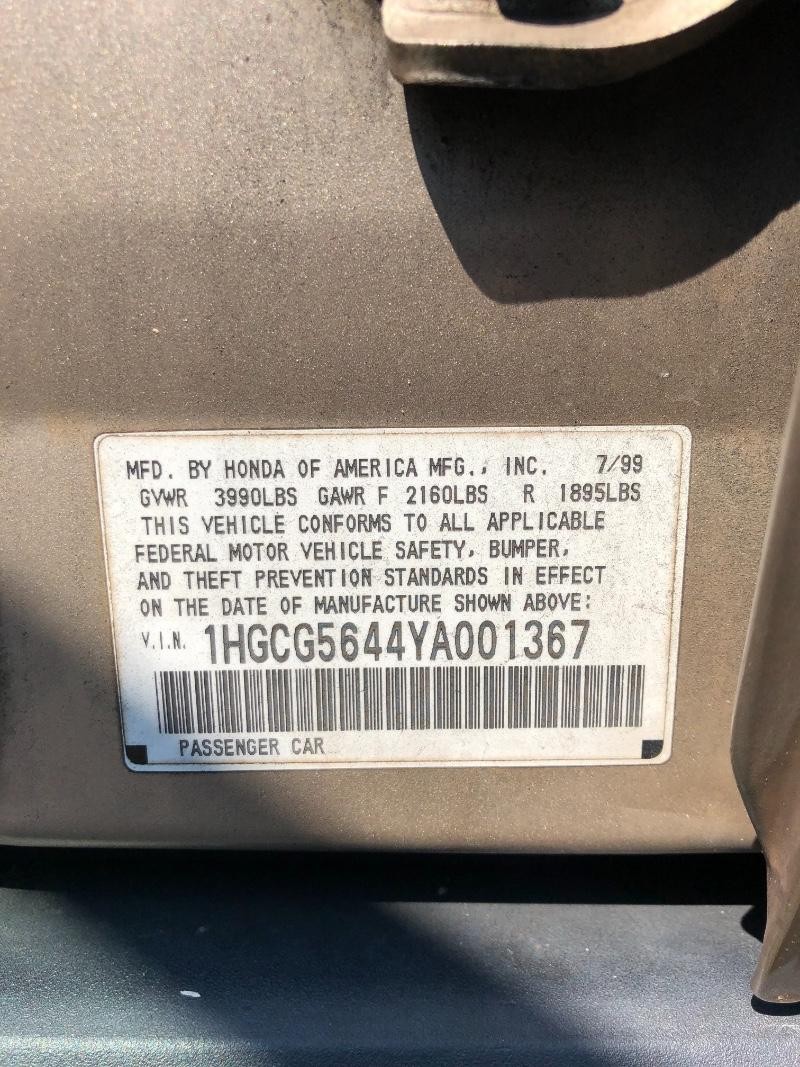 MFD. BY HONDA OF AMERICA MFG., INC. 7/99
GVWR 3990LBS GAWR F 2160LBS R 1895LBS
THIS VEHICLE CONFORMS TO ALL APPLICABLE
FEDERAL MOTOR VEHICLE SAFETY, BUMPER,
AND THEFT PREVENTION STANDARDS IN EFFECT
ON THE DATE OF MANUFACTURE SHOWN ABOVE:
V.I.N. 1HGCG5644YA001367
PASSENGER CAR